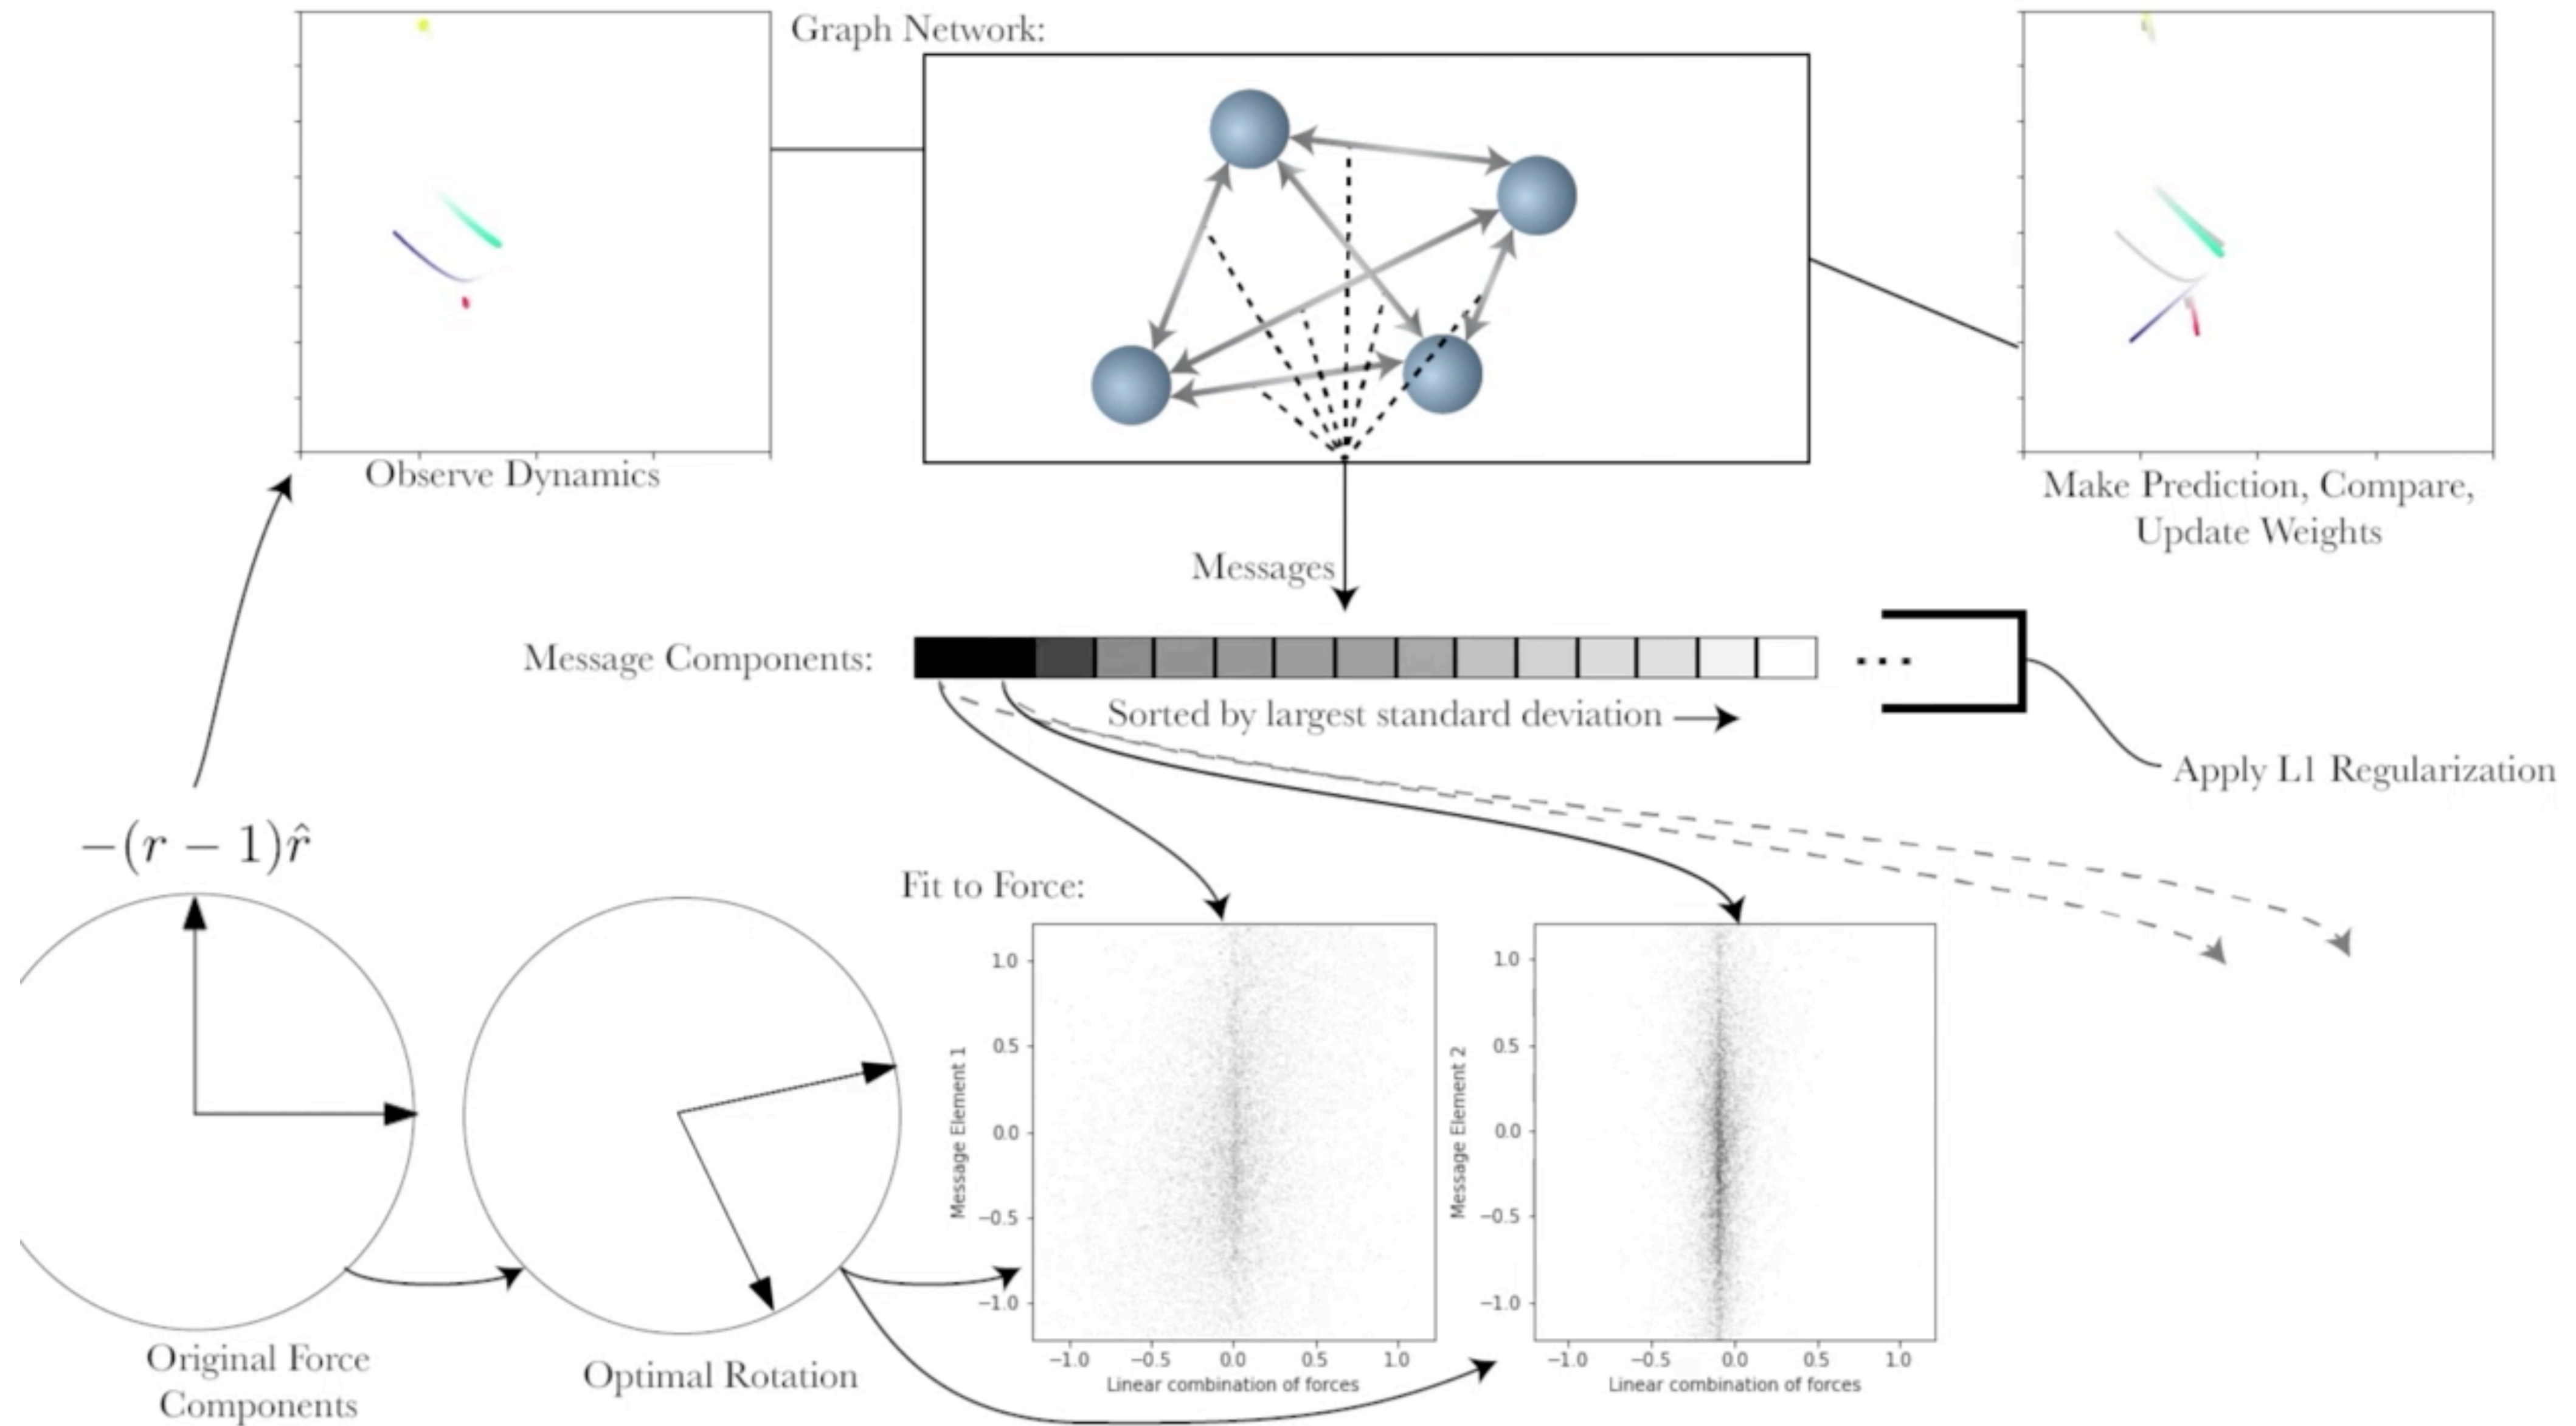 Graph Network:
Observe Dynamics
Make Prediction, Compare,
Update Weights
Messages
Message Components:
...
Sorted by largest standard deviation
Apply L1 Regularization
−(r − 1)r̂
Fit to Force:
Original Force
Components
Optimal Rotation
Message Element 1
1.0
0.5
0.0
−0.5
−1.0
−1.0 −0.5 0.0 0.5 1.0
Linear combination of forces
Message Element 2
1.0
0.5
0.0
−0.5
−1.0
−1.0 −0.5 0.0 0.5 1.0
Linear combination of forces